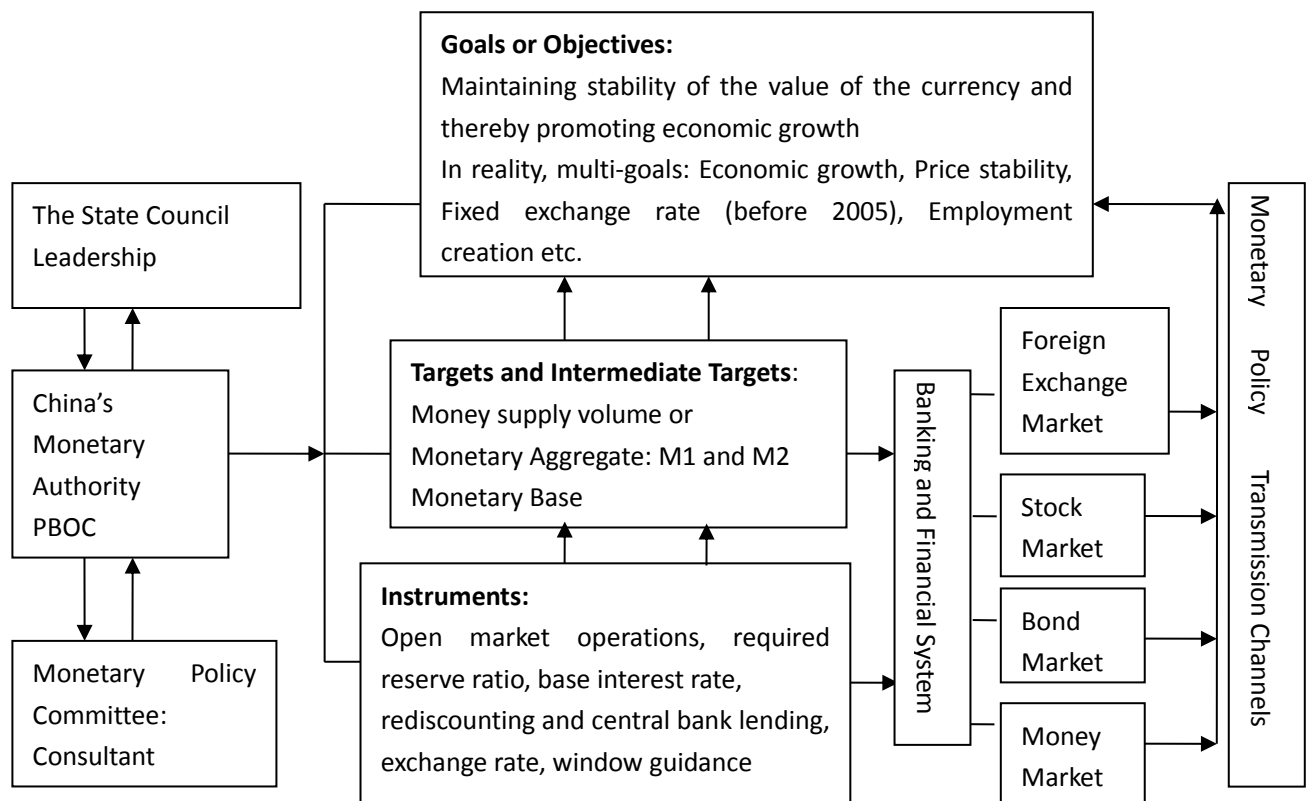 Goals or Objectives:
Maintaining stability of the value of the currency and
thereby promoting economic growth
In reality, multi-goals: Economic growth, Price stability,
Fixed exchange rate (before 2005), Employment
creation etc.
The State Council
Leadership
China’s
Monetary
Authority
PBOC
Monetary Policy
Committee:
Consultant
Targets and Intermediate Targets:
Money supply volume or
Monetary Aggregate: M1 and M2
Monetary Base
Instruments:
Open market operations, required
reserve ratio, base interest rate,
rediscounting and central bank lending,
exchange rate, window guidance
Banking and Financial System
Foreign
Exchange
Market
Stock
Market
Bond
Market
Money
Market
Monetary Policy Transmission Channels